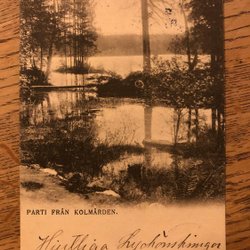 PARTI FRÅN KOLMÅRDEN.
Hjertliga Lyckönskningar